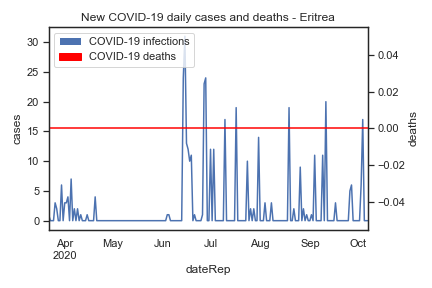 New COVID-19 daily cases and deaths - Eritrea
COVID-19 infections
COVID-19 deaths
30
25
20
15
10
5
0
cases
0.04
0.02
0.00
−0.02
−0.04
deaths
Apr May Jun Jul Aug Sep Oct
2020
dateRep